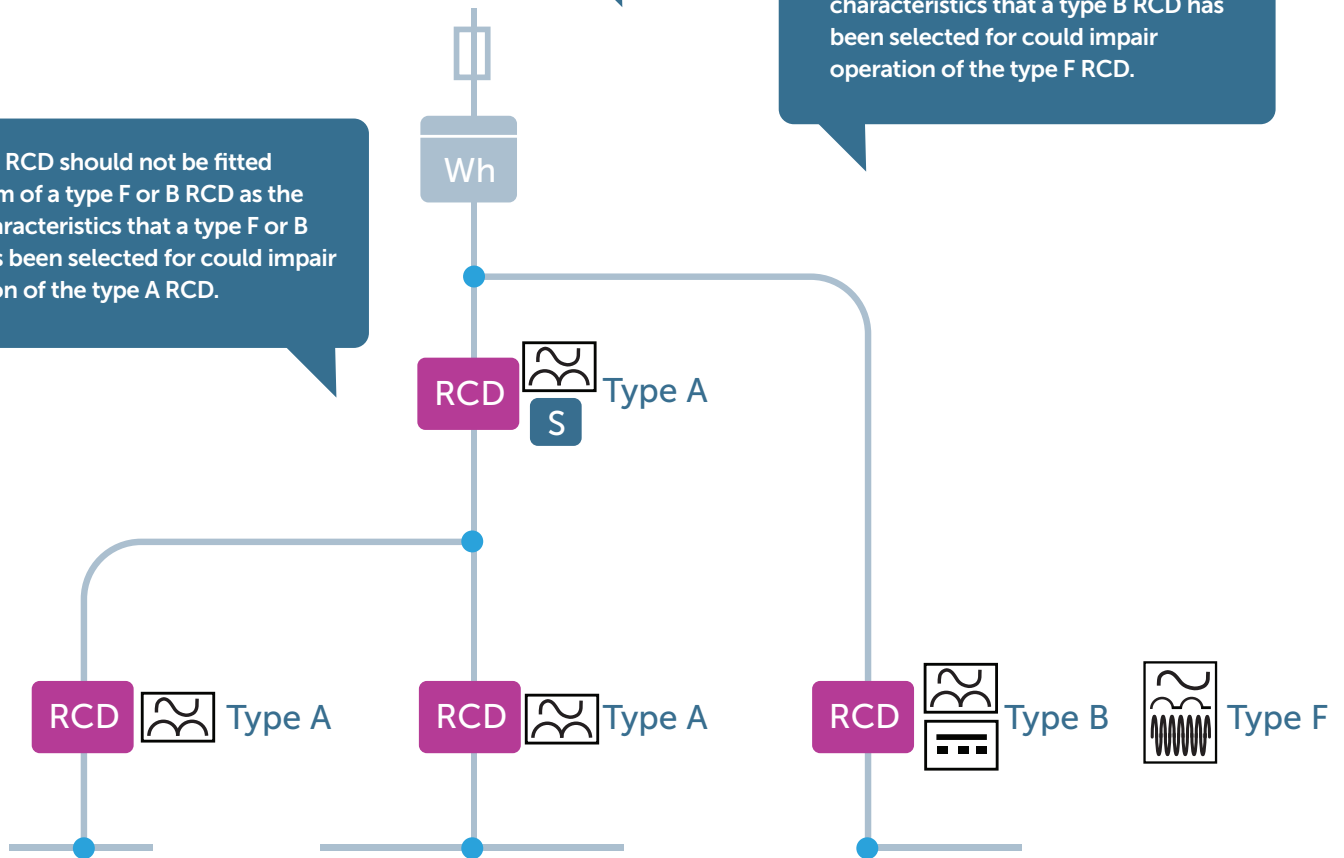 characteristics that a type B RCD has
been selected for could impair
operation of the type F RCD.
RCD should not be fitted
of a type F or B RCD as the
characteristics that a type F or B
been selected for could impair
of the type A RCD.
Wh
RCD
Type A
S
RCD
Type A
RCD
Type A
RCD
Type B
Type F